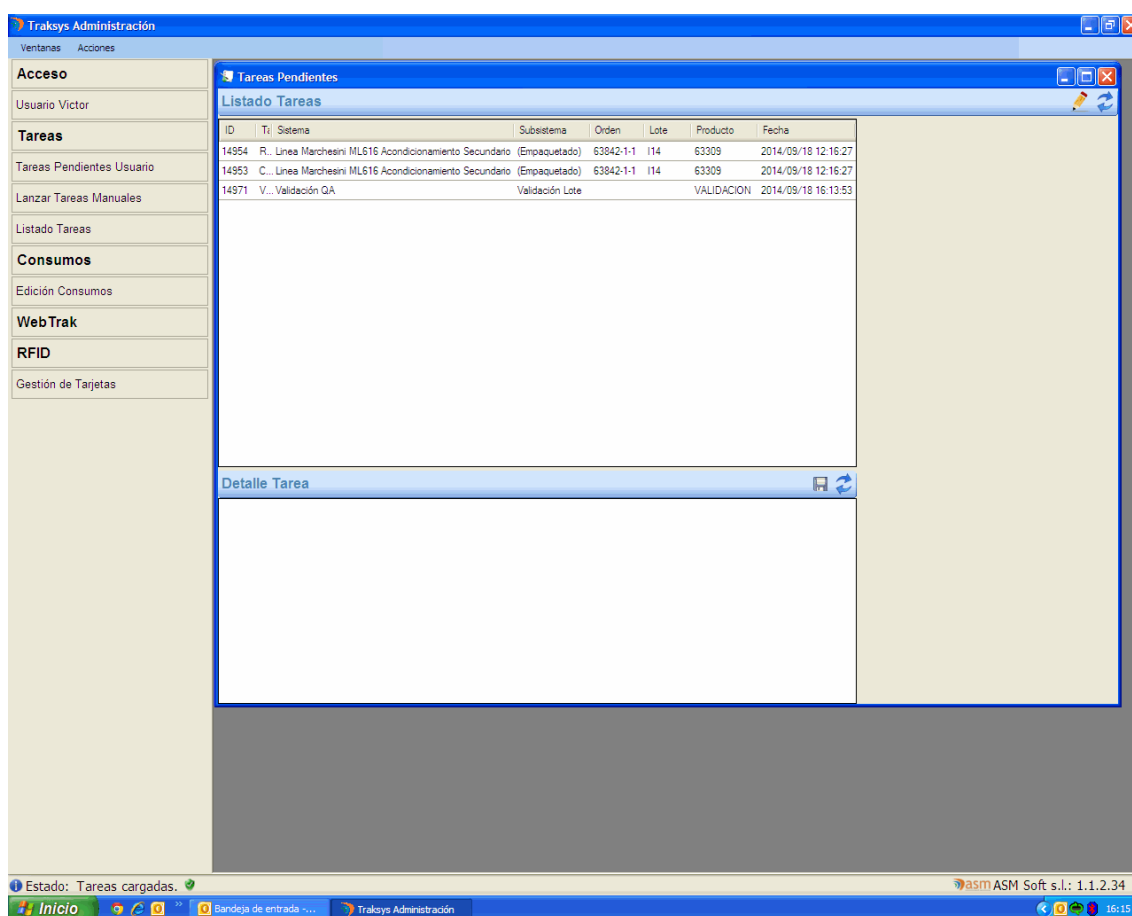 Traksys Administración
Ventanas Acciones
Acceso
Usuario Victor
Tareas
Tareas Pendientes Usuario
Lanzar Tareas Manuales
Listado Tareas
Consumos
Edición Consumos
WebTrak
RFID
Gestión de Tarjetas
Tareas Pendientes
Listado Tareas
ID Ta Sistema Subsistema Orden Lote Producto Fecha
14954 R... Linea Marchesini ML616 Acondicionamiento Secundario (Empaquetado) 63842-1-1 I14 63309 2014/09/18 12:16:27
14953 C... Linea Marchesini ML616 Acondicionamiento Secundario (Empaquetado) 63842-1-1 I14 63309 2014/09/18 12:16:27
14971 V... Validación QA Validación Lote VALIDACION 2014/09/18 16:13:53
Detalle Tarea
Estado: Tareas cargadas.
asm ASM Soft s.l.: 1.1.2.34
Inicio Bandeja de entrada -... Traksys Administración 16:15